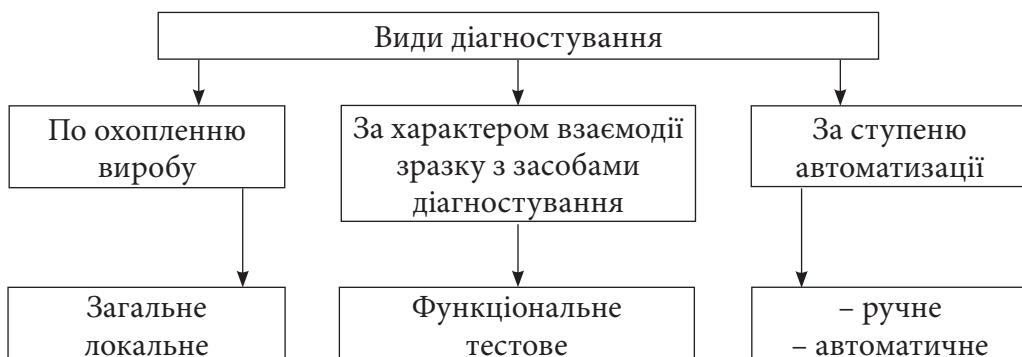 Види діагностування
По охопленню
виробу
За характером взаємодії
зразку з засобами
діагностування
За ступеню
автоматизації
Загальне
локальне
Функціональне
тестове
– ручне
– автоматичне